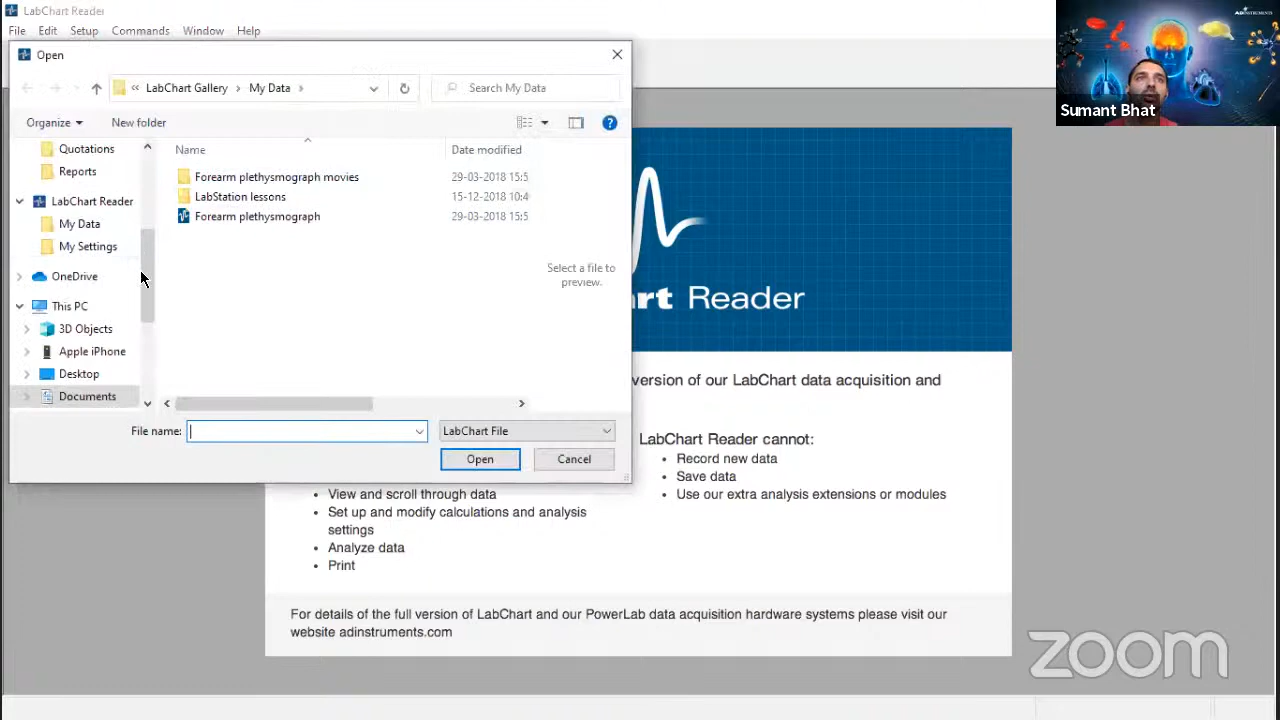 LabChart Reader
File Edit Setup Commands Window Help
Open
LabChart Gallery My Data
Search My Data
Organize New folder
Quotations
Reports
LabChart Reader
My Data
My Settings
OneDrive
This PC
3D Objects
Apple iPhone
Desktop
Documents
Name Date modified
Forearm plethysmograph movies 29-03-2018 15:5
LabStation lessons 15-12-2018 10:4
Forearm plethysmograph 29-03-2018 15:5
Select a file to
preview.
File name: LabChart File
Open Cancel
art Reader
version of our LabChart data acquisition and
LabChart Reader cannot:
• Record new data
• Save data
• Use our extra analysis extensions or modules
• View and scroll through data
• Set up and modify calculations and analysis
settings
• Analyze data
• Print
For details of the full version of LabChart and our PowerLab data acquisition hardware systems please visit our
website adinstruments.com
ADINSTRUMENTS
Sumant Bhat
zoom